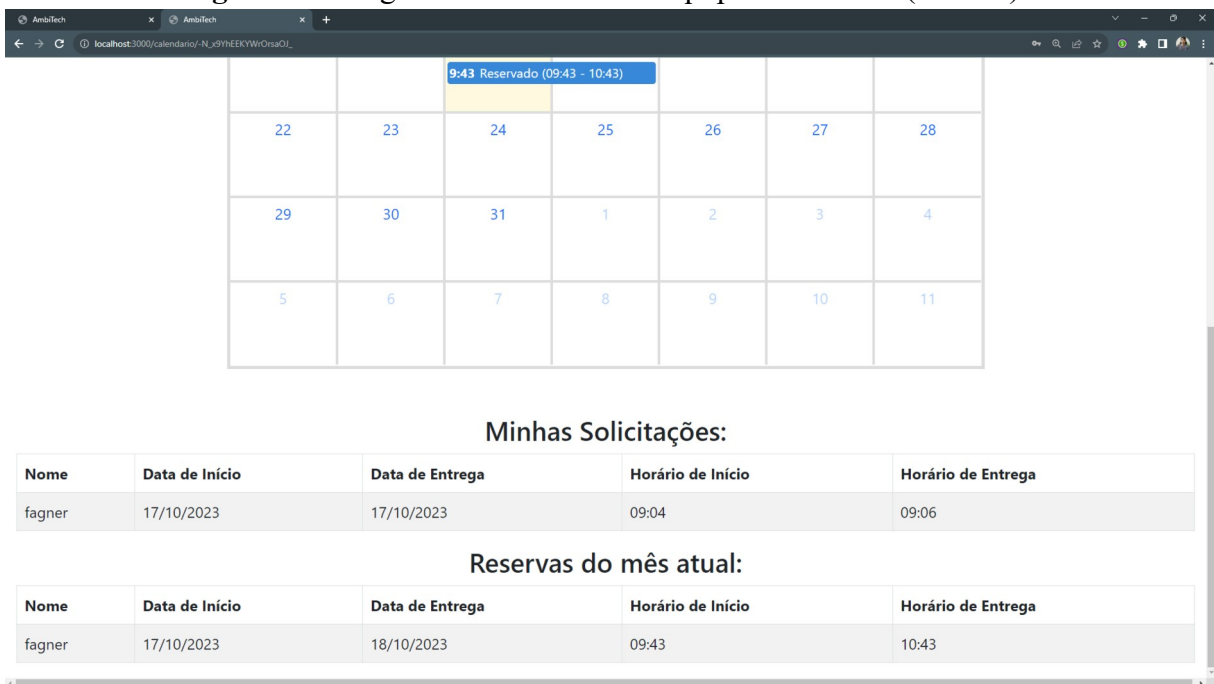 AmbiTech
AmbiTech
localhost:3000/calendario/-N_x9YhEEKYWrOrsaOJ_
9:43 Reservado (09:43 - 10:43)
22 23 24 25 26 27 28
29 30 31 1 2 3 4
5 6 7 8 9 10 11
Minhas Solicitações:
Nome Data de Início Data de Entrega Horário de Início Horário de Entrega
fagner 17/10/2023 17/10/2023 09:04 09:06
Reservas do mês atual:
Nome Data de Início Data de Entrega Horário de Início Horário de Entrega
fagner 17/10/2023 18/10/2023 09:43 10:43